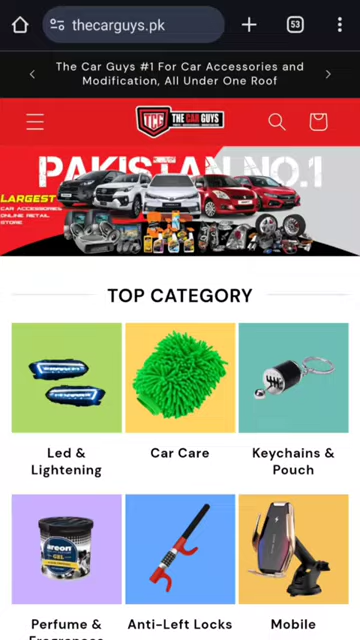 thecarguys.pk
53
The Car Guys #1 For Car Accessories and
Modification, All Under One Roof
TCG
THE CAR GUYS
PAKISTAN NO.1
LARGEST
CAR ACCESSORIES
ONLINE RETAIL
STORE
TOP CATEGORY
Led &
Lightening
Car Care
Keychains &
Pouch
areon
GEL
Perfume &
Fragrances
Anti-Left Locks
Mobile